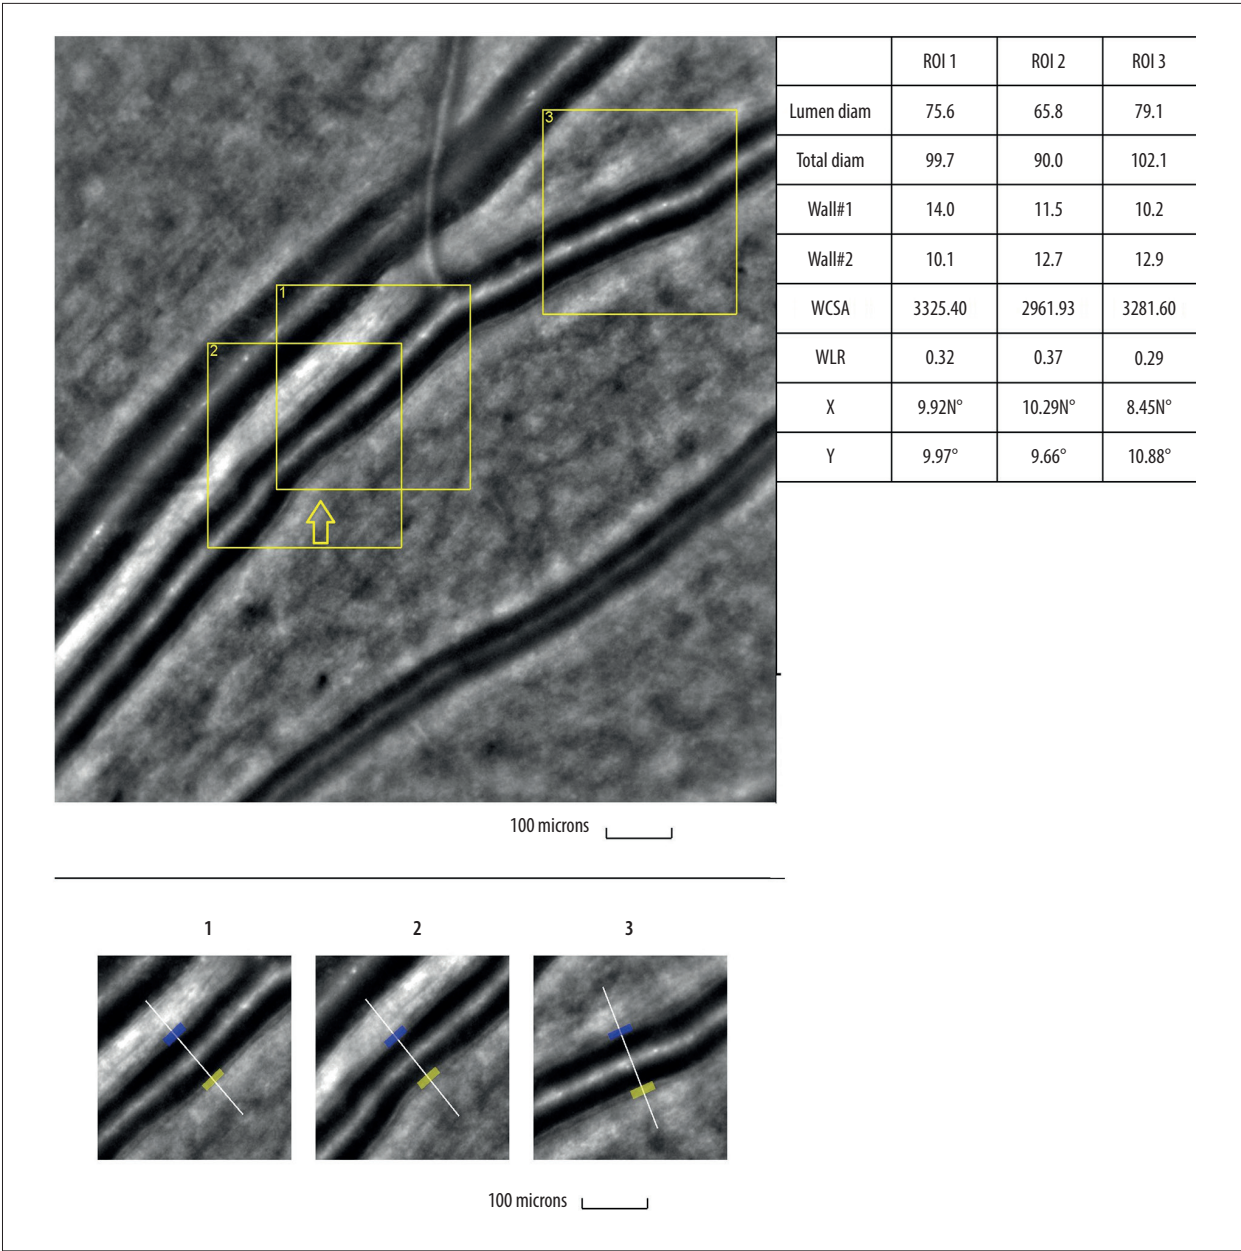 ROI 1 ROI 2 ROI 3
Lumen diam 75.6 65.8 79.1
Total diam 99.7 90.0 102.1
Wall#1 14.0 11.5 10.2
Wall#2 10.1 12.7 12.9
WCSA 3325.40 2961.93 3281.60
WLR 0.32 0.37 0.29
X 9.92N° 10.29N° 8.45N°
Y 9.97° 9.66° 10.88°
3
1
2
100 microns
1 2 3
100 microns